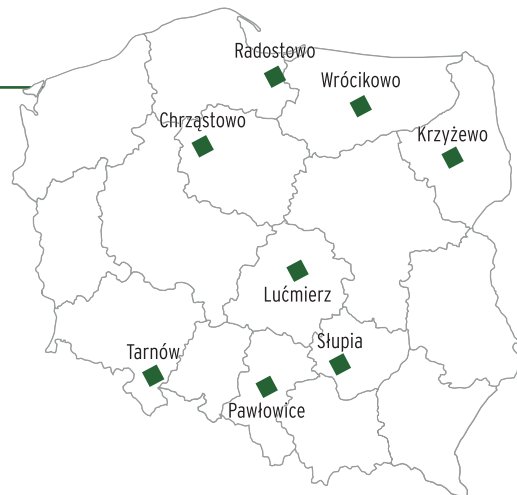 Radostowo
Wrócikowo
Chrząstowo
Krzyżewo
Lućmierz
Słupia
Tarnów
Pawłowice